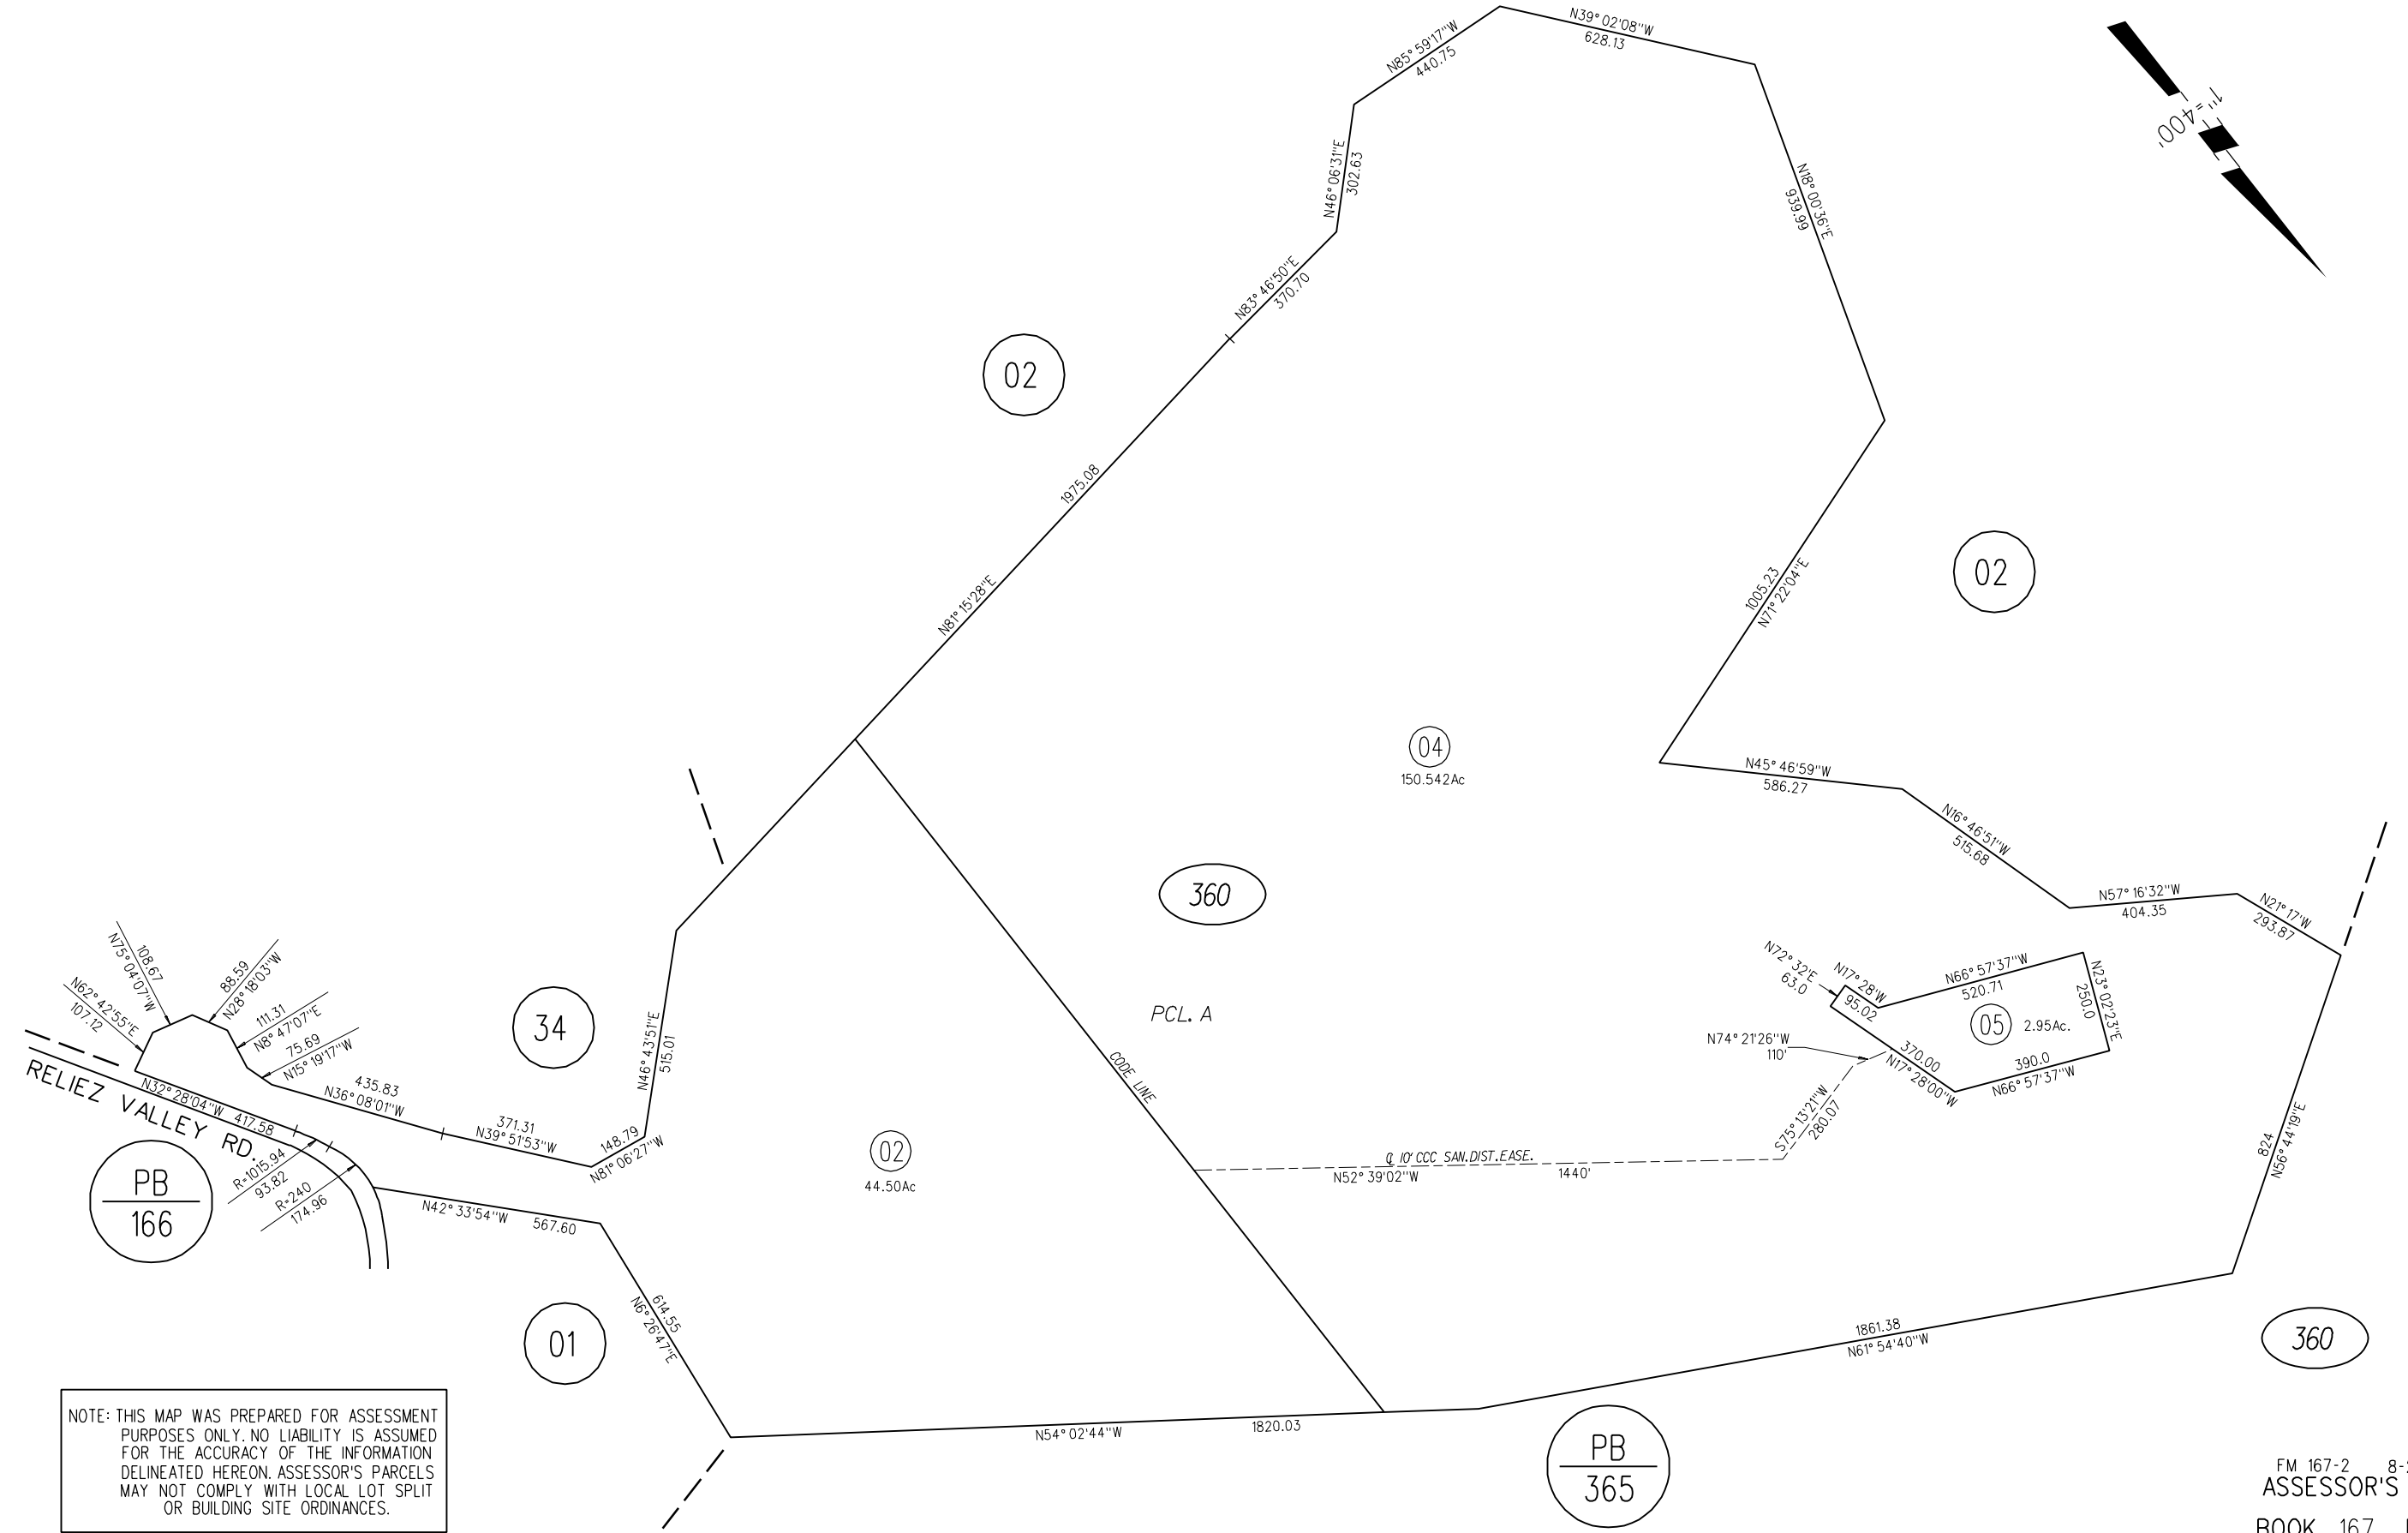 N39°02'08"W
628.13
N85°59'17"W
440.75
1"=400'
N46°06'31"E
302.63
N18°00'36"E
939.99
N83°46'50"E
370.70
02
1975.08
N81°15'28"E
02
1005.23
N71°22'04"E
04
150.542Ac
N45°46'59"W
586.27
N16°46'51"W
515.68
N57°16'32"W
404.35
N21°17'W
293.87
360
PCL. A
CODE LINE
N72°32'E
63.0
N17°28'W
95.02
N66°57'37"W
520.71
N23°02'23"E
250.0
05
2.95Ac.
370.00
N17°28'00"W
390.0
N66°57'37"W
N74°21'26"W
110'
S75°13'21"W
280.07
824
N56°44'19"E
108.67
N75°04'07"W
N62°42'55"E
107.12
88.59
N28°18'03"W
111.31
N8°47'07"E
75.69
N15°19'17"W
34
N46°43'51"E
515.01
435.83
N36°08'01"W
371.31
N39°51'53"W
148.79
N81°06'27"W
RELIEZ VALLEY RD.
N32°28'04"W 417.58
R=1015.94
93.82
R=240
174.96
PB
166
02
44.50Ac
℄ 10' CCC SAN.DIST.EASE.
N52°39'02"W 1440'
N42°33'54"W 567.60
01
614.55
N6°26'47"E
1861.38
N61°54'40"W
360
N54°02'44"W 1820.03
PB
365
NOTE: THIS MAP WAS PREPARED FOR ASSESSMENT
PURPOSES ONLY. NO LIABILITY IS ASSUMED
FOR THE ACCURACY OF THE INFORMATION
DELINEATED HEREON. ASSESSOR'S PARCELS
MAY NOT COMPLY WITH LOCAL LOT SPLIT
OR BUILDING SITE ORDINANCES.
FM 167-2 8-
ASSESSOR'S
BOOK 167